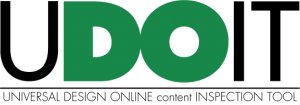 UDOIT
UNIVERSAL DESIGN ONLINE content INSPECTION TOOL